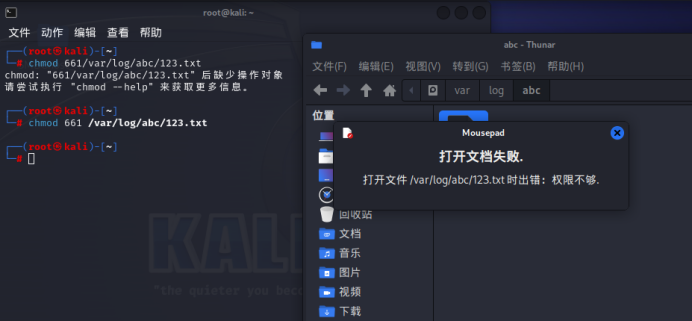 root@kali: ~
文件 动作 编辑 查看 帮助
┌──(root㉿kali)-[~]
└─# chmod 661/var/log/abc/123.txt
chmod: "661/var/log/abc/123.txt" 后缺少操作对象
请尝试执行 "chmod --help" 来获取更多信息。
┌──(root㉿kali)-[~]
└─# chmod 661 /var/log/abc/123.txt
┌──(root㉿kali)-[~]
└─#
KALI
"the quieter you beco
abc - Thunar
文件(F) 编辑(E) 视图(V) 转到(G) 书签(B) 帮助(H)
var log abc
位置
Mousepad
打开文档失败.
打开文件 /var/log/abc/123.txt 时出错：权限不够.
回收站
文档
音乐
图片
视频
下载